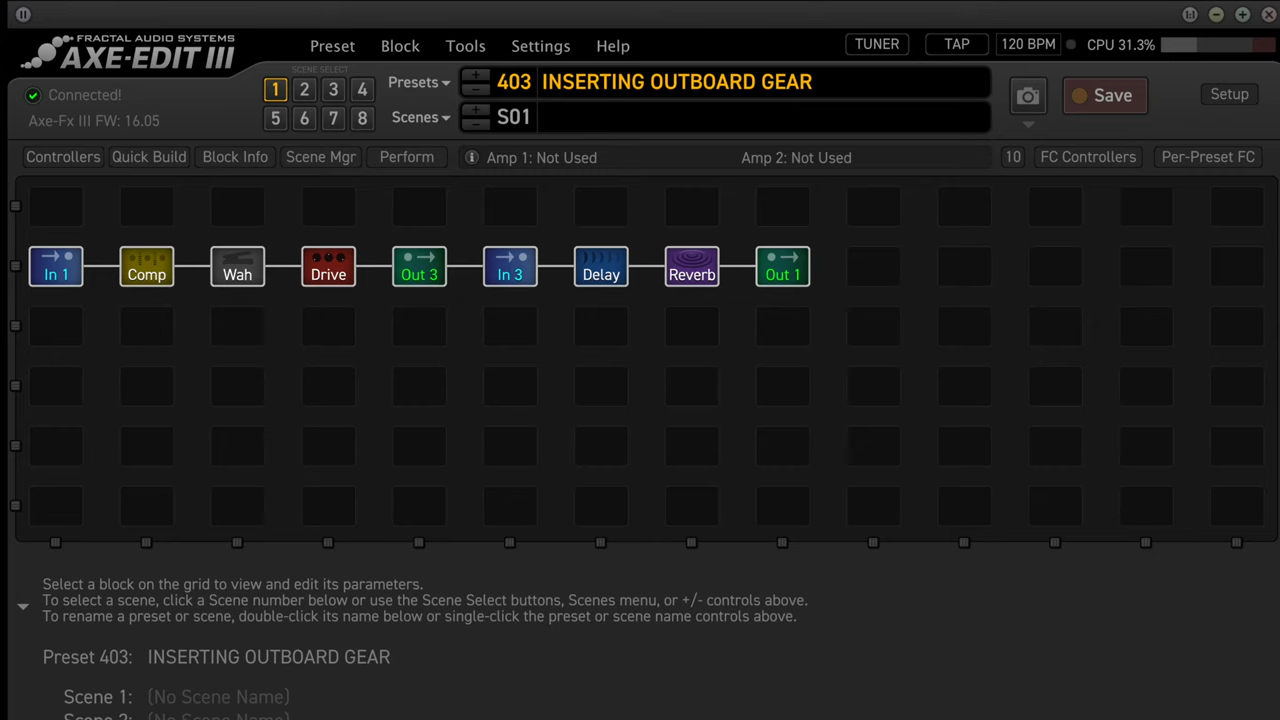 FRACTAL AUDIO SYSTEMS
AXE-EDIT III
Preset Block Tools Settings Help
TUNER TAP 120 BPM CPU 31.3%
SCENE SELECT
1 2 3 4
5 6 7 8
Connected!
Axe-Fx III FW: 16.05
Presets 403 INSERTING OUTBOARD GEAR
Scenes S01
Save Setup
Controllers Quick Build Block Info Scene Mgr Perform Amp 1: Not Used Amp 2: Not Used 10 FC Controllers Per-Preset FC
In 1 Comp Wah Drive Out 3 In 3 Delay Reverb Out 1
Select a block on the grid to view and edit its parameters.
To select a scene, click a Scene number below or use the Scene Select buttons, Scenes menu, or +/- controls above.
To rename a preset or scene, double-click its name below or single-click the preset or scene name controls above.
Preset 403: INSERTING OUTBOARD GEAR
Scene 1: (No Scene Name)
Scene 2: (No Scene Name)